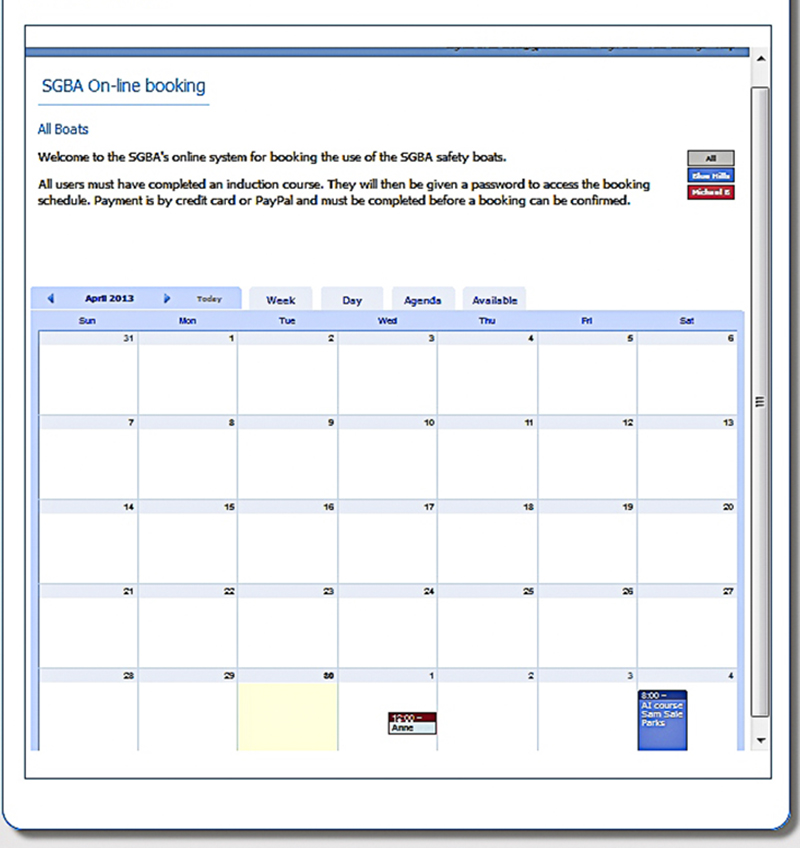 SGBA On-line booking
All Boats
Welcome to the SGBA's online system for booking the use of the SGBA safety boats.
All users must have completed an induction course. They will then be given a password to access the booking
schedule. Payment is by credit card or PayPal and must be completed before a booking can be confirmed.
All
Blue Mills
Michael E
April 2013 Today Week Day Agenda Available
Sun Mon Tue Wed Thu Fri Sat
31 1 2 3 4 5 6
7 8 9 10 11 12 13
14 15 16 17 18 19 20
21 22 23 24 25 26 27
28 29 30 1 2 3 4
12:00 –
Anne
8:00 –
AI course
Sam Sale
Parks